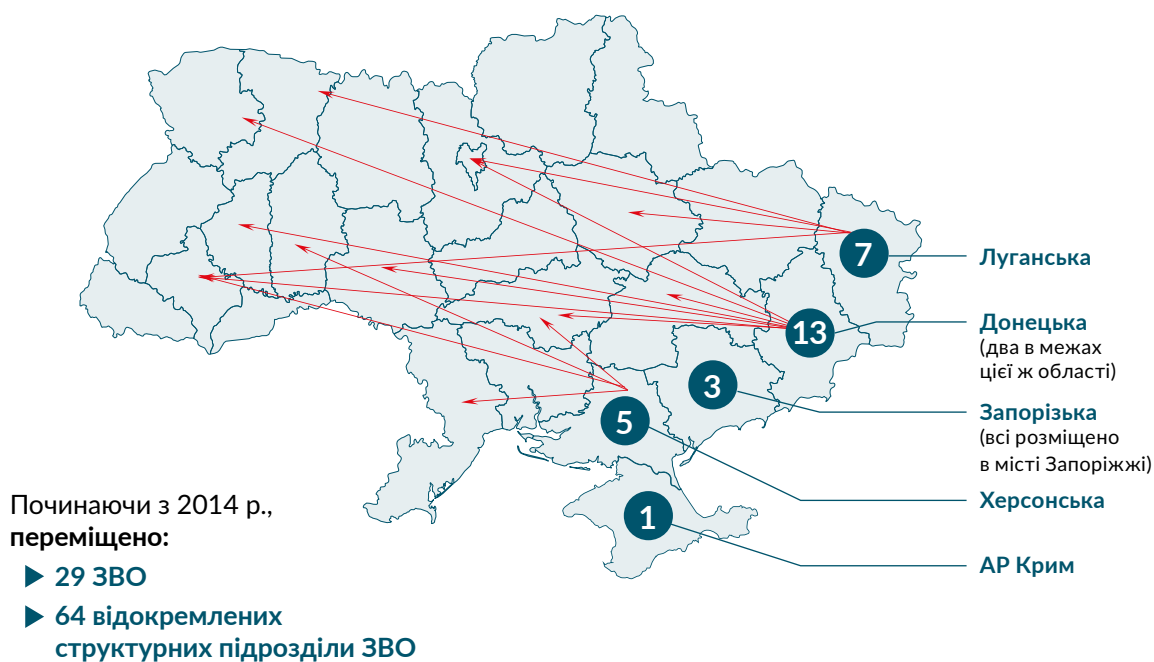 7
Луганська
13
Донецька
(два в межах
цієї ж області)
3
Запорізька
(всі розміщено
в місті Запоріжжі)
5
Херсонська
1
АР Крим
Починаючи з 2014 р.,
переміщено:
29 ЗВО
64 відокремлених
структурних підрозділи ЗВО